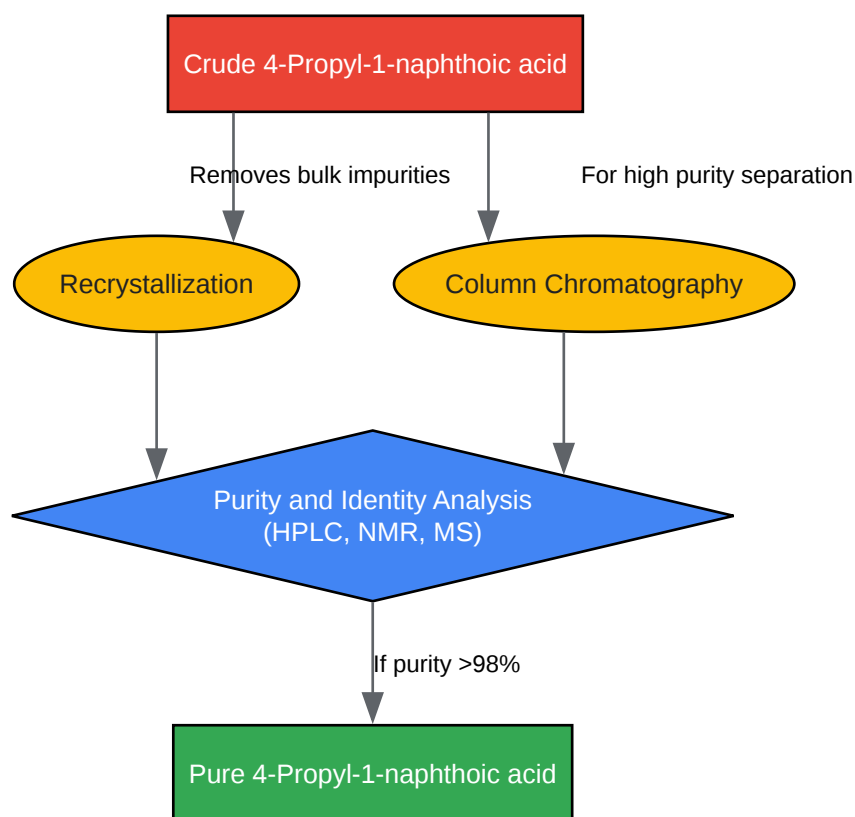 Crude 4-Propyl-1-naphthoic acid
Removes bulk impurities
For high purity separation
Recrystallization
Column Chromatography
Purity and Identity Analysis
(HPLC, NMR, MS)
If purity >98%
Pure 4-Propyl-1-naphthoic acid